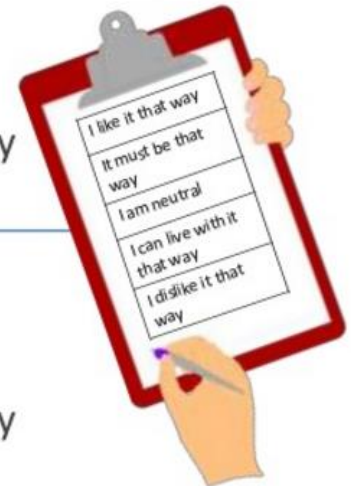 y
I like it that way
It must be that
way
I am neutral
I can live with it
that way
I dislike it that
way
y